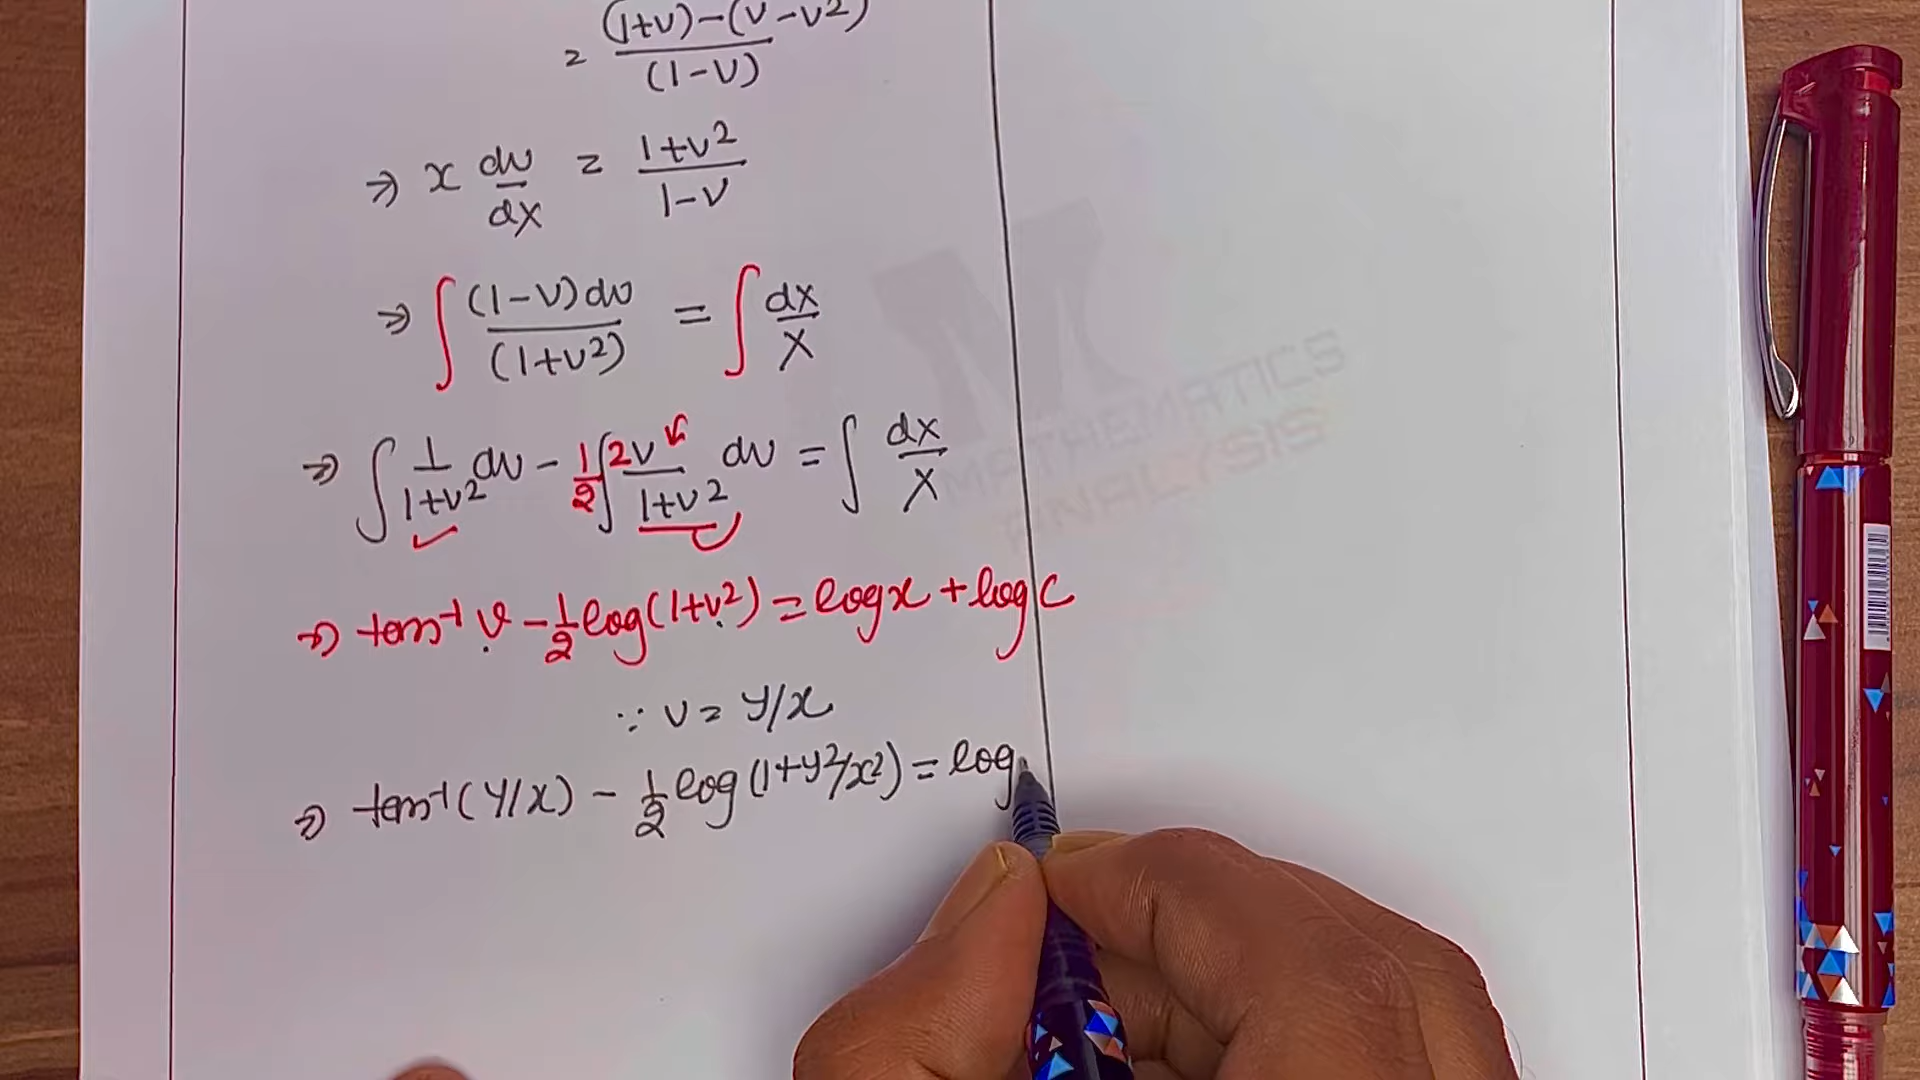 = (1+v)-(v-v²) / (1-v)
⇒ x dv/dx = 1+v² / 1-v
⇒ ∫ (1-v)dv / (1+v²) = ∫ dx/x
⇒ ∫ 1/1+v² dv - 1/2 ∫ 2v/1+v² dv = ∫ dx/x
⇒ tan⁻¹ v - 1/2 log(1+v²) = log x + log c
∵ v = y/x
⇒ tan⁻¹(y/x) - 1/2 log(1+y²/x²) = log
MATHEMATICS
ANALYSIS